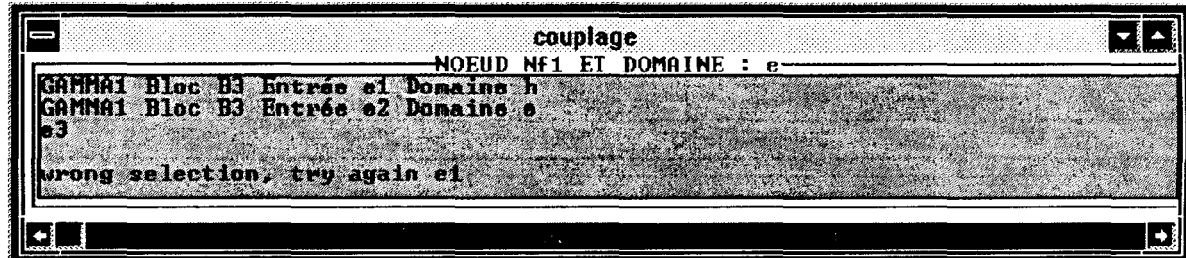 couplage
NOEUD Nf1 ET DOMAINE : e
GAMMA1 Bloc B3 Entrée e1 Domaine h
GAMMA1 Bloc B3 Entrée e2 Domaine e
e3
wrong selection, try again e1